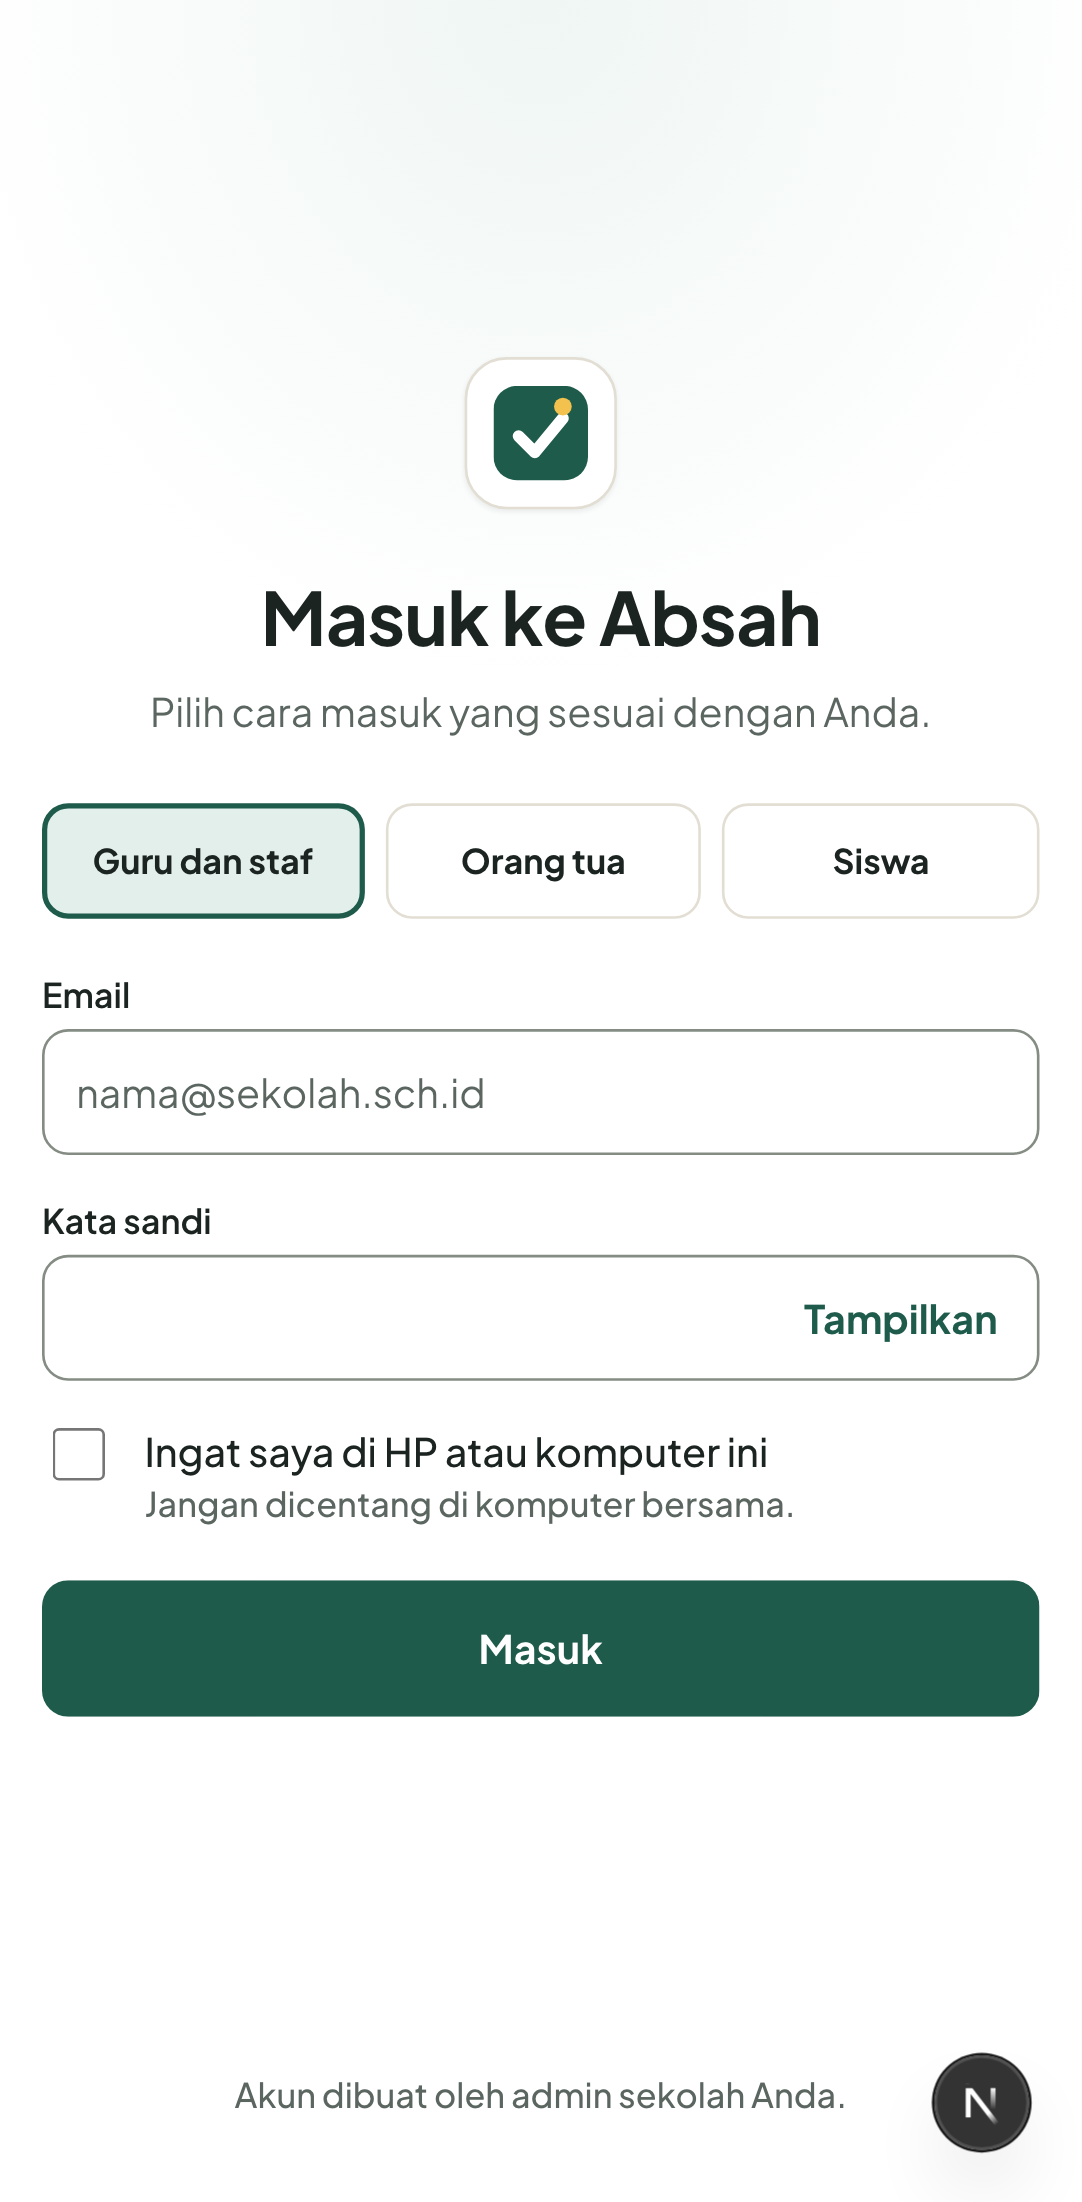 Masuk ke Absah
Pilih cara masuk yang sesuai dengan Anda.
Guru dan staf
Orang tua
Siswa
Email
nama@sekolah.sch.id
Kata sandi
Tampilkan
Ingat saya di HP atau komputer ini
Jangan dicentang di komputer bersama.
Masuk
Akun dibuat oleh admin sekolah Anda.
N